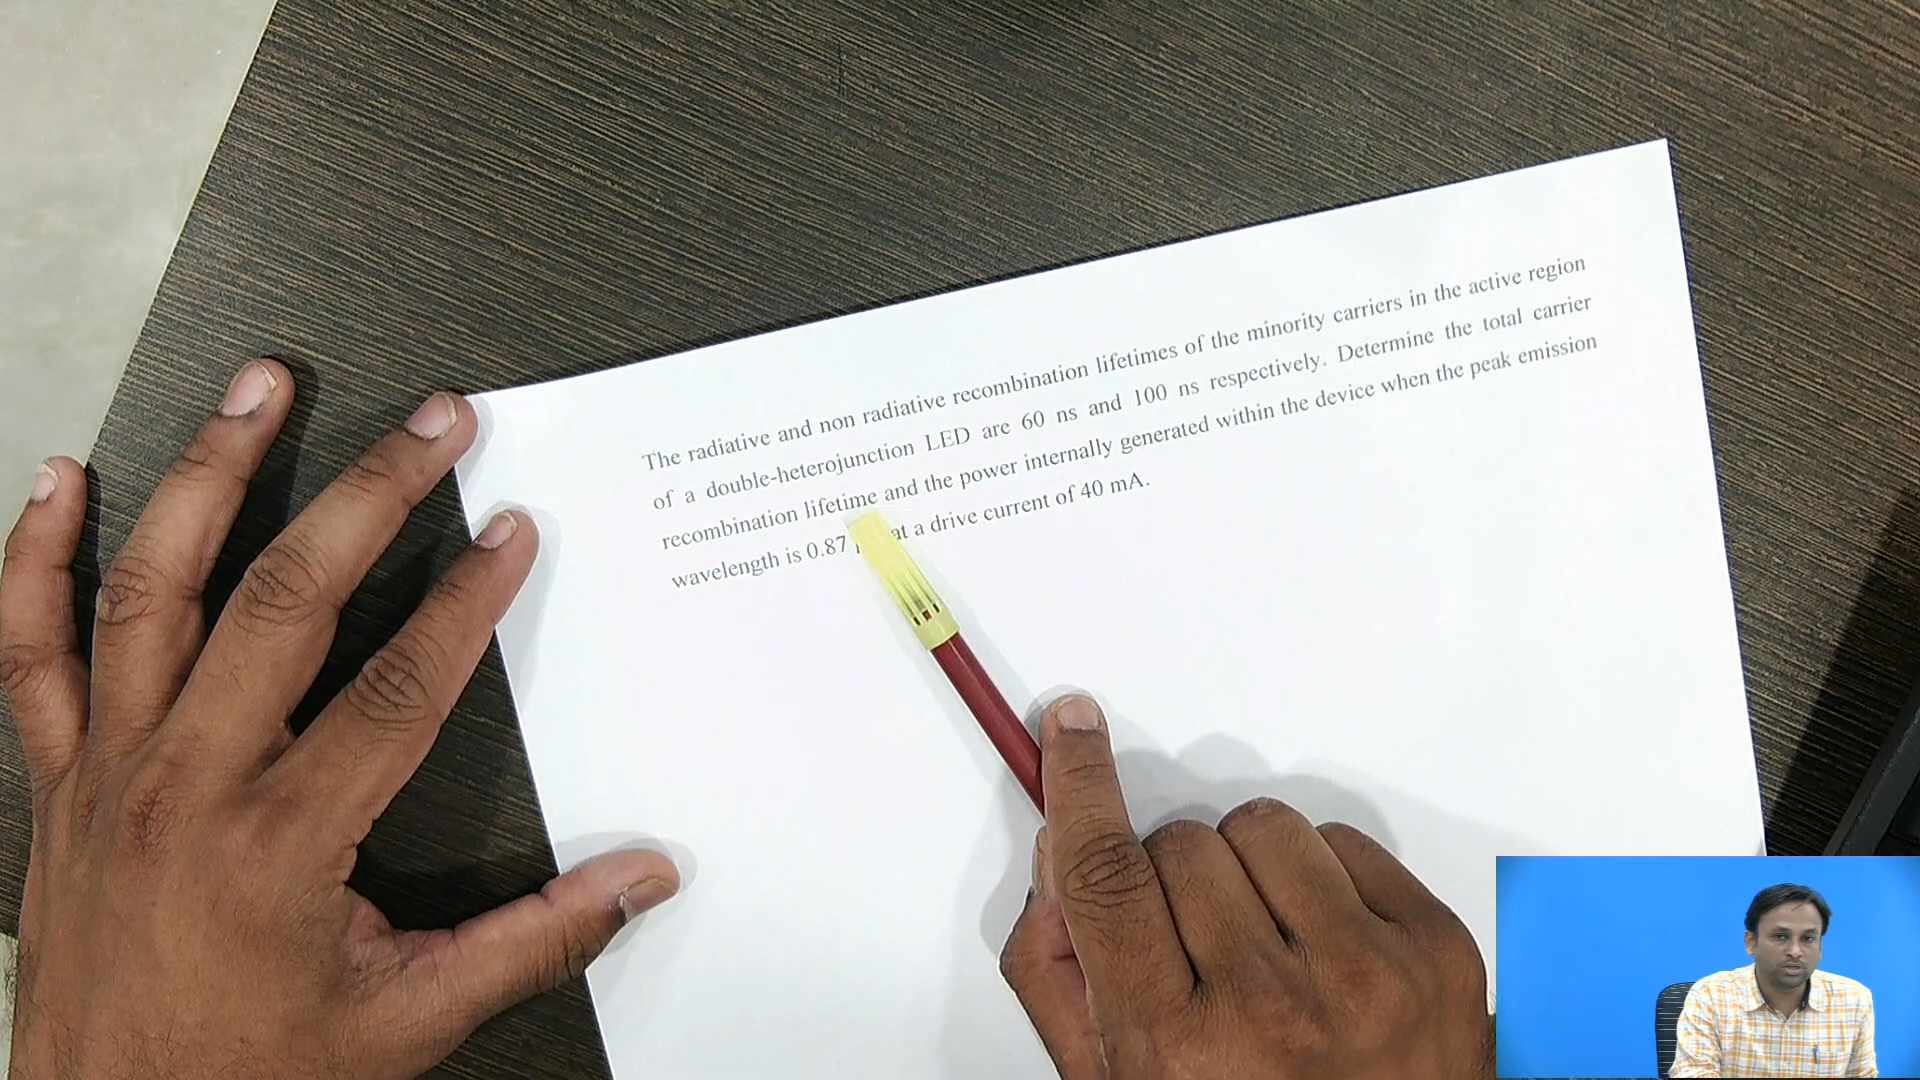 The radiative and non radiative recombination lifetimes of the minority carriers in the active region
of a double-heterojunction LED are 60 ns and 100 ns respectively. Determine the total carrier
recombination lifetime and the power internally generated within the device when the peak emission
wavelength is 0.87 at a drive current of 40 mA.